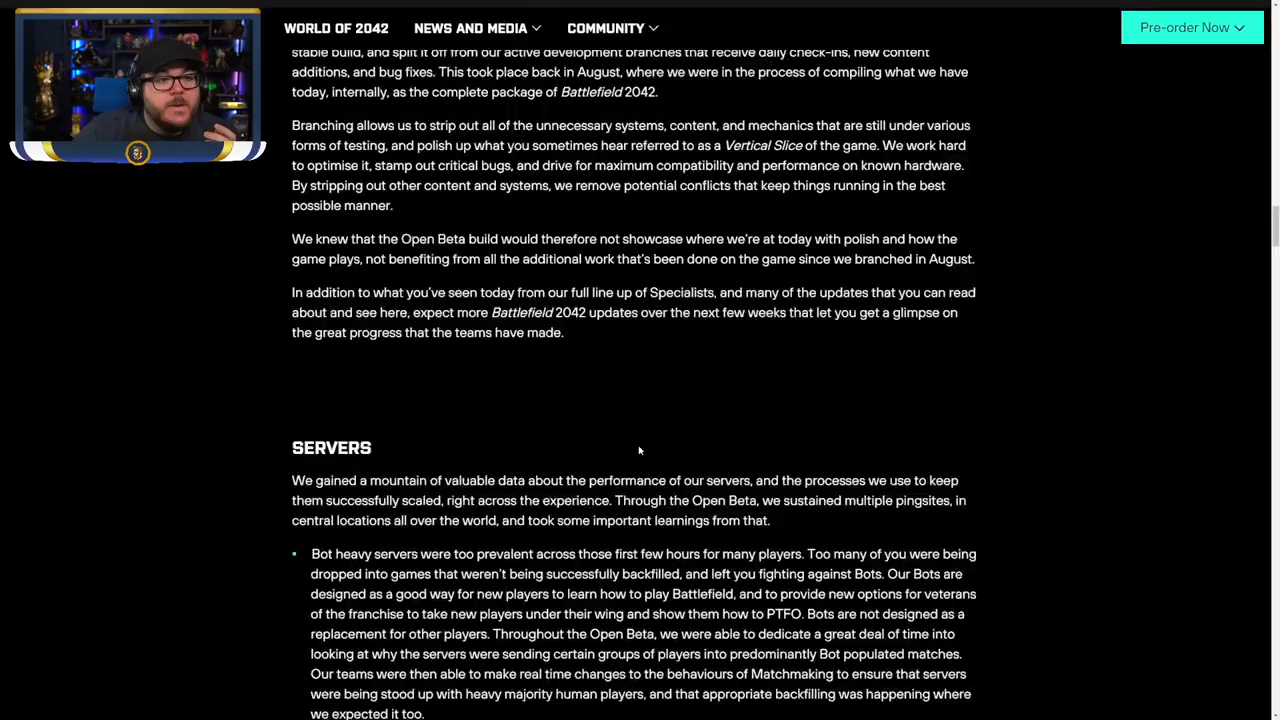 WORLD OF 2042
NEWS AND MEDIA
COMMUNITY
Pre-order Now
stable build, and split it off from our active development branches that receive daily check-ins, new content
additions, and bug fixes. This took place back in August, where we were in the process of compiling what we have
today, internally, as the complete package of Battlefield 2042.
Branching allows us to strip out all of the unnecessary systems, content, and mechanics that are still under various
forms of testing, and polish up what you sometimes hear referred to as a Vertical Slice of the game. We work hard
to optimise it, stamp out critical bugs, and drive for maximum compatibility and performance on known hardware.
By stripping out other content and systems, we remove potential conflicts that keep things running in the best
possible manner.
We knew that the Open Beta build would therefore not showcase where we're at today with polish and how the
game plays, not benefiting from all the additional work that's been done on the game since we branched in August.
In addition to what you've seen today from our full line up of Specialists, and many of the updates that you can read
about and see here, expect more Battlefield 2042 updates over the next few weeks that let you get a glimpse on
the great progress that the teams have made.
SERVERS
We gained a mountain of valuable data about the performance of our servers, and the processes we use to keep
them successfully scaled, right across the experience. Through the Open Beta, we sustained multiple pingsites, in
central locations all over the world, and took some important learnings from that.
Bot heavy servers were too prevalent across those first few hours for many players. Too many of you were being
dropped into games that weren't being successfully backfilled, and left you fighting against Bots. Our Bots are
designed as a good way for new players to learn how to play Battlefield, and to provide new options for veterans
of the franchise to take new players under their wing and show them how to PTFO. Bots are not designed as a
replacement for other players. Throughout the Open Beta, we were able to dedicate a great deal of time into
looking at why the servers were sending certain groups of players into predominantly Bot populated matches.
Our teams were then able to make real time changes to the behaviours of Matchmaking to ensure that servers
were being stood up with heavy majority human players, and that appropriate backfilling was happening where
we expected it too.